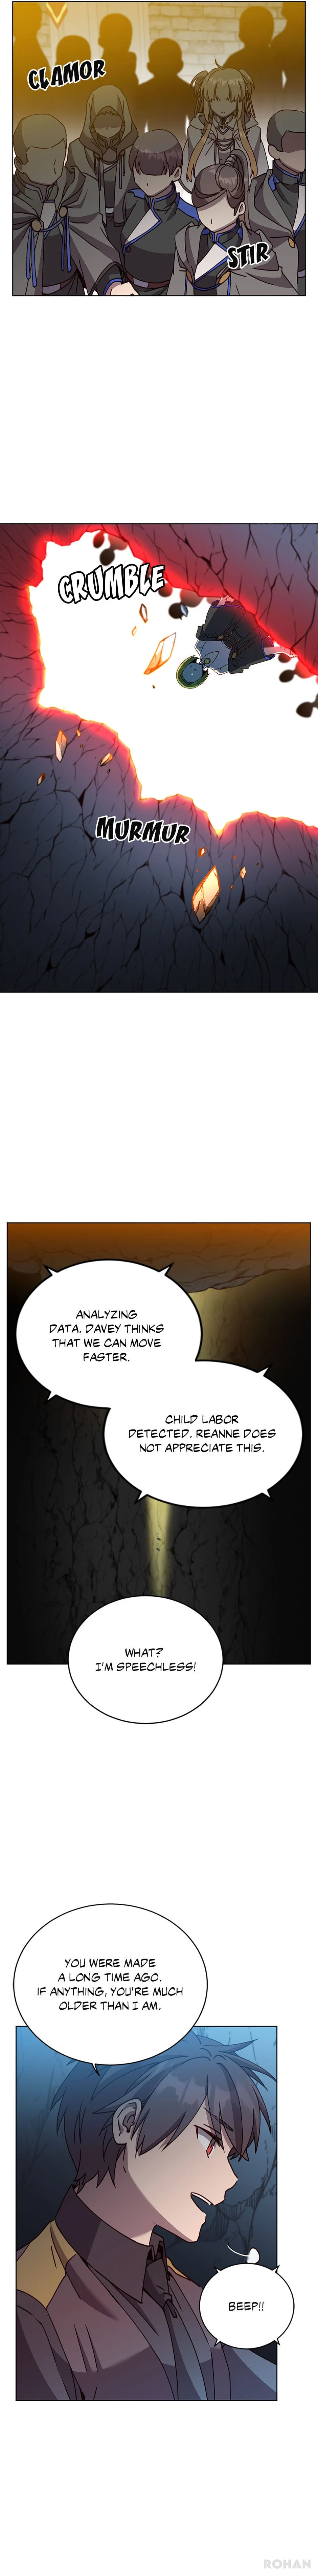 CLAMOR
STIR
CRUMBLE
MURMUR
ANALYZING
DATA. DAVEY THINKS
THAT WE CAN MOVE
FASTER.
CHILD LABOR
DETECTED. REANNE DOES
NOT APPRECIATE THIS.
WHAT?
I'M SPEECHLESS!
YOU WERE MADE
A LONG TIME AGO.
IF ANYTHING, YOU'RE MUCH
OLDER THAN I AM.
BEEP!!
ROHAN